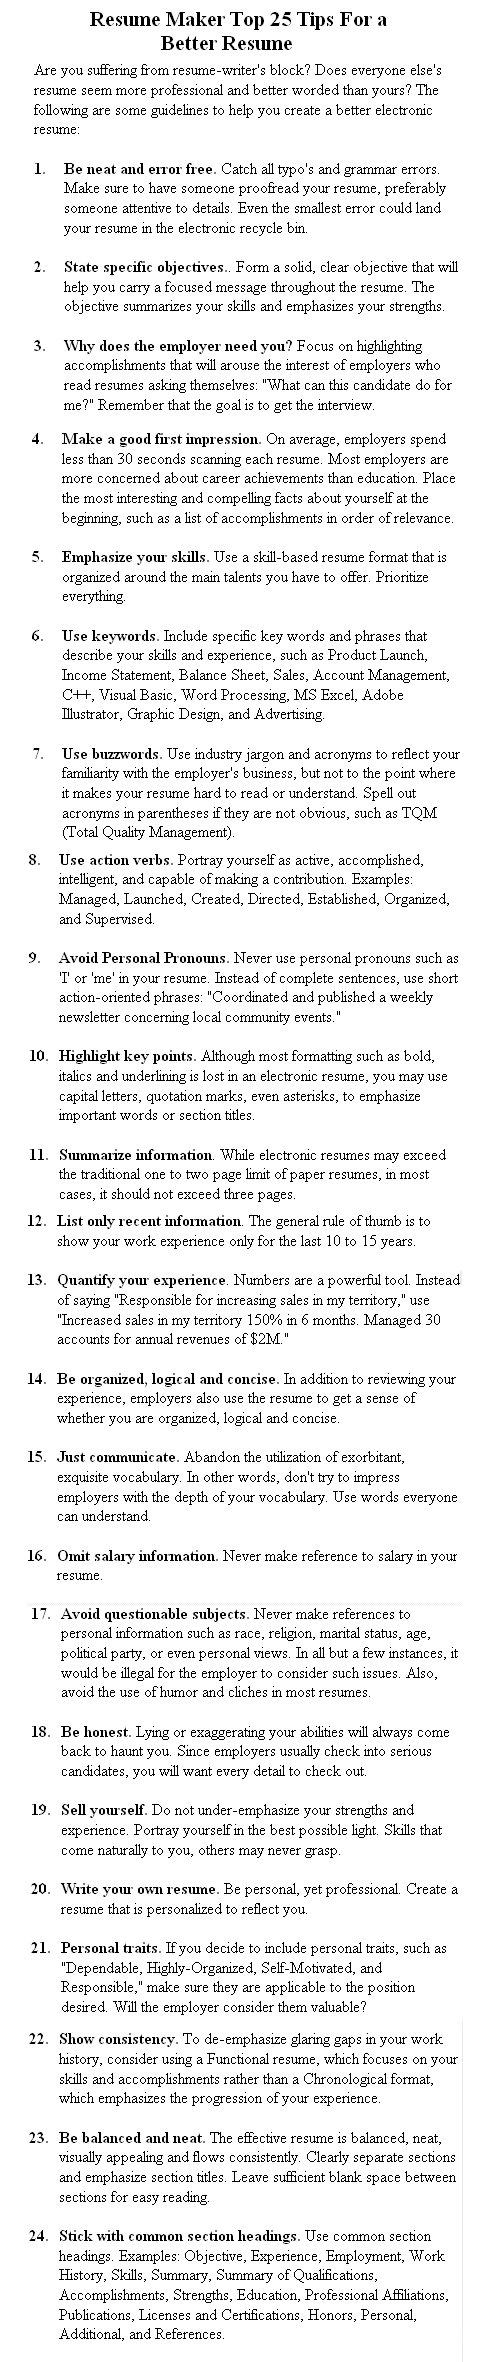 Resume Maker Top 25 Tips For a
Better Resume
Are you suffering from resume-writer's block? Does everyone else's
resume seem more professional and better worded than yours? The
following are some guidelines to help you create a better electronic
resume:
1. Be neat and error free. Catch all typo's and grammar errors.
Make sure to have someone proofread your resume, preferably
someone attentive to details. Even the smallest error could land
your resume in the electronic recycle bin.
2. State specific objectives.. Form a solid, clear objective that will
help you carry a focused message throughout the resume. The
objective summarizes your skills and emphasizes your strengths.
3. Why does the employer need you? Focus on highlighting
accomplishments that will arouse the interest of employers who
read resumes asking themselves: "What can this candidate do for
me?" Remember that the goal is to get the interview.
4. Make a good first impression. On average, employers spend
less than 30 seconds scanning each resume. Most employers are
more concerned about career achievements than education. Place
the most interesting and compelling facts about yourself at the
beginning, such as a list of accomplishments in order of relevance.
5. Emphasize your skills. Use a skill-based resume format that is
organized around the main talents you have to offer. Prioritize
everything.
6. Use keywords. Include specific key words and phrases that
describe your skills and experience, such as Product Launch,
Income Statement, Balance Sheet, Sales, Account Management,
C++, Visual Basic, Word Processing, MS Excel, Adobe
Illustrator, Graphic Design, and Advertising.
7. Use buzzwords. Use industry jargon and acronyms to reflect your
familiarity with the employer's business, but not to the point where
it makes your resume hard to read or understand. Spell out
acronyms in parentheses if they are not obvious, such as TQM
(Total Quality Management).
8. Use action verbs. Portray yourself as active, accomplished,
intelligent, and capable of making a contribution. Examples:
Managed, Launched, Created, Directed, Established, Organized,
and Supervised.
9. Avoid Personal Pronouns. Never use personal pronouns such as
'I' or 'me' in your resume. Instead of complete sentences, use short
action-oriented phrases: "Coordinated and published a weekly
newsletter concerning local community events."
10. Highlight key points. Although most formatting such as bold,
italics and underlining is lost in an electronic resume, you may use
capital letters, quotation marks, even asterisks, to emphasize
important words or section titles.
11. Summarize information. While electronic resumes may exceed
the traditional one to two page limit of paper resumes, in most
cases, it should not exceed three pages.
12. List only recent information. The general rule of thumb is to
show your work experience only for the last 10 to 15 years.
13. Quantify your experience. Numbers are a powerful tool. Instead
of saying "Responsible for increasing sales in my territory," use
"Increased sales in my territory 150% in 6 months. Managed 30
accounts for annual revenues of $2M."
14. Be organized, logical and concise. In addition to reviewing your
experience, employers also use the resume to get a sense of
whether you are organized, logical and concise.
15. Just communicate. Abandon the utilization of exorbitant,
exquisite vocabulary. In other words, don't try to impress
employers with the depth of your vocabulary. Use words everyone
can understand.
16. Omit salary information. Never make reference to salary in your
resume.
17. Avoid questionable subjects. Never make references to
personal information such as race, religion, marital status, age,
political party, or even personal views. In all but a few instances, it
would be illegal for the employer to consider such issues. Also,
avoid the use of humor and cliches in most resumes.
18. Be honest. Lying or exaggerating your abilities will always come
back to haunt you. Since employers usually check into serious
candidates, you will want every detail to check out.
19. Sell yourself. Do not under-emphasize your strengths and
experience. Portray yourself in the best possible light. Skills that
come naturally to you, others may never grasp.
20. Write your own resume. Be personal, yet professional. Create a
resume that is personalized to reflect you.
21. Personal traits. If you decide to include personal traits, such as
"Dependable, Highly-Organized, Self-Motivated, and
Responsible," make sure they are applicable to the position
desired. Will the employer consider them valuable?
22. Show consistency. To de-emphasize glaring gaps in your work
history, consider using a Functional resume, which focuses on your
skills and accomplishments rather than a Chronological format,
which emphasizes the progression of your experience.
23. Be balanced and neat. The effective resume is balanced, neat,
visually appealing and flows consistently. Clearly separate sections
and emphasize section titles. Leave sufficient blank space between
sections for easy reading.
24. Stick with common section headings. Use common section
headings. Examples: Objective, Experience, Employment, Work
History, Skills, Summary, Summary of Qualifications,
Accomplishments, Strengths, Education, Professional Affiliations,
Publications, Licenses and Certifications, Honors, Personal,
Additional, and References.